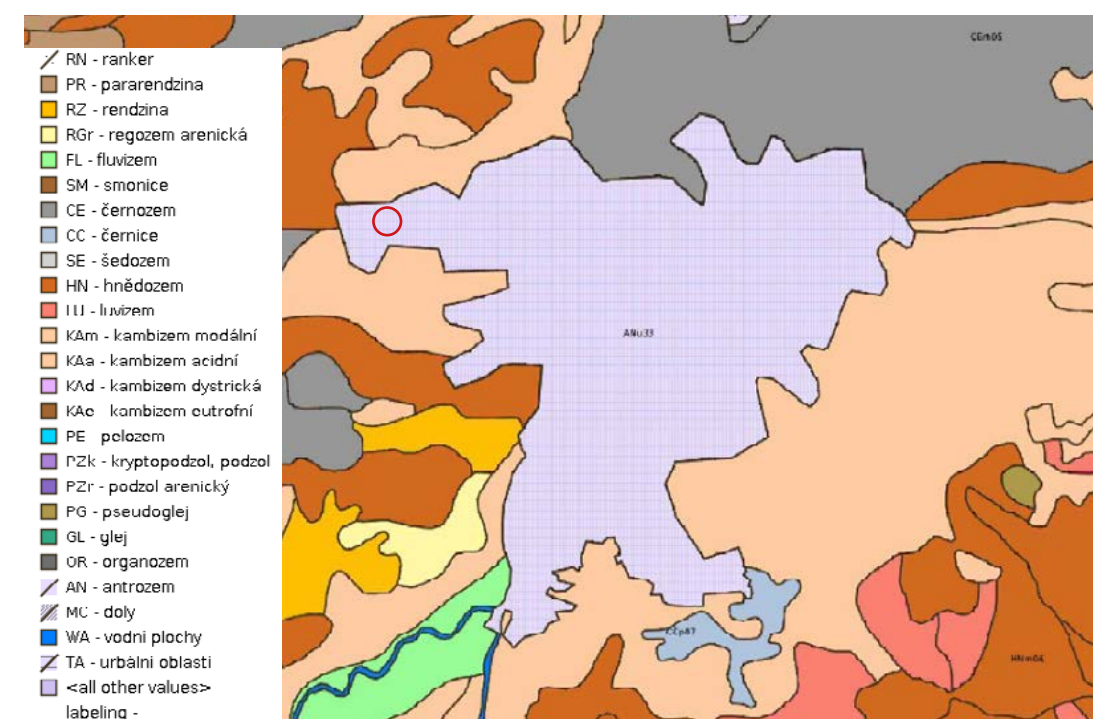 RN - ranker
PR - pararendzina
RZ - rendzina
RGr - regozem arenická
FL - fluvizem
SM - smonice
CE - černozem
CC - černice
SE - šedozem
HN - hnědozem
LU - luvizem
KAm - kambizem modální
KAa - kambizem acidní
KAd - kambizem dystrická
KAe - kambizem eutrofní
PE - pelozem
PZk - kryptopodzol, podzol
PZr - podzol arenický
PG - pseudoglej
GL - glej
OR - organozem
AN - antrozem
MC - doly
WA - vodni plochy
TA - urbálni oblasti
<all other values>
labeling -
ANu33